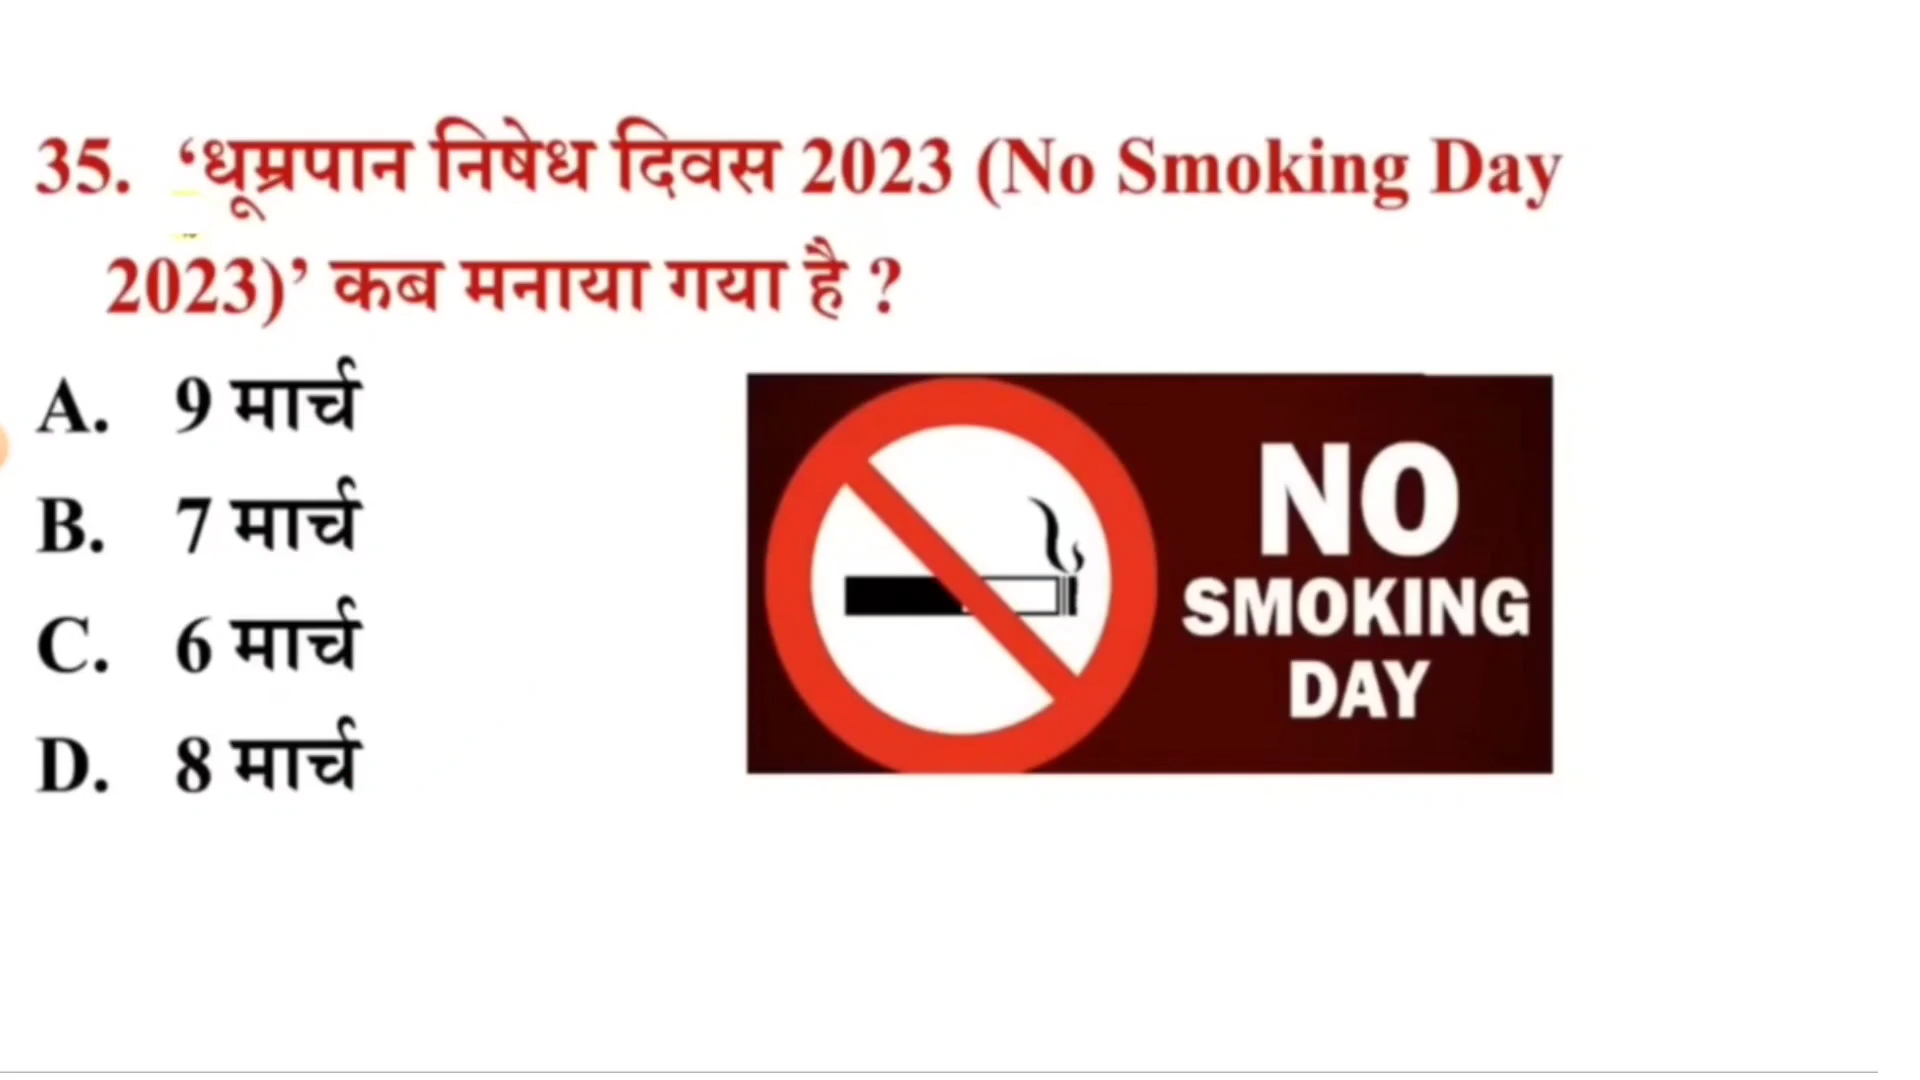 35. ‘धूम्रपान निषेध दिवस 2023 (No Smoking Day
2023)’ कब मनाया गया है ?
A. 9 मार्च
B. 7 मार्च
C. 6 मार्च
D. 8 मार्च
NO
SMOKING
DAY